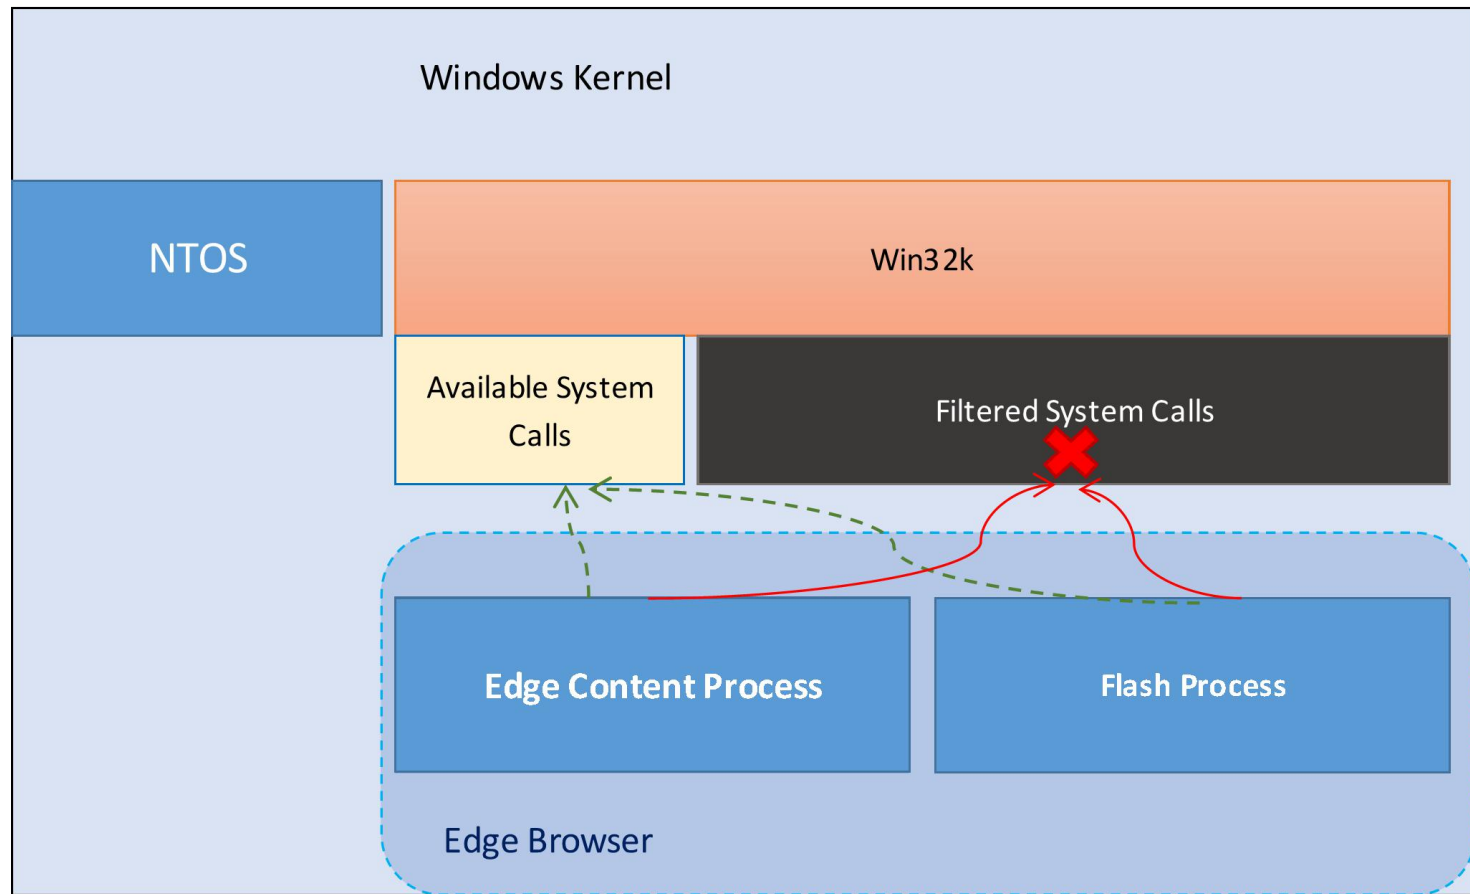 Windows Kernel
NTOS
Win32k
Available System
Calls
Filtered System Calls
Edge Content Process
Flash Process
Edge Browser